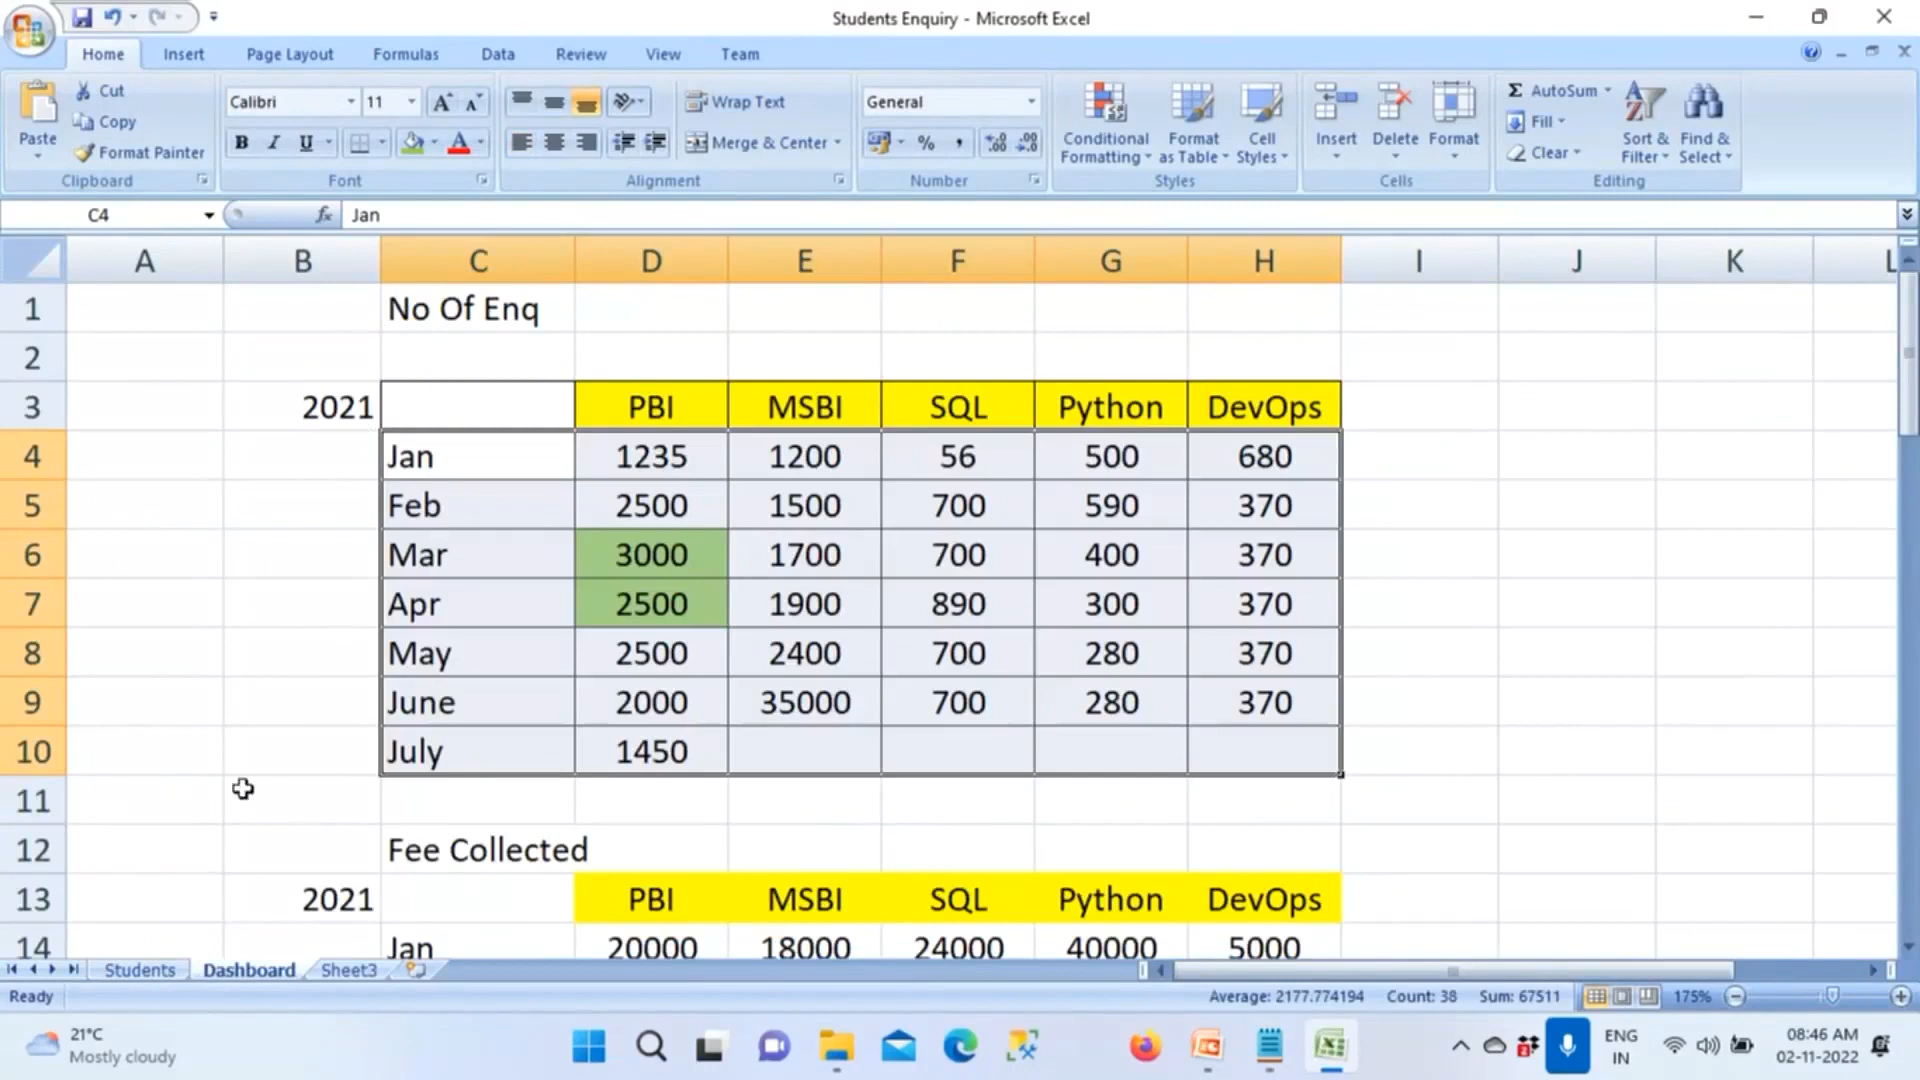 Students Enquiry - Microsoft Excel
Home Insert Page Layout Formulas Data Review View Team
Paste
Cut
Copy
Format Painter
Clipboard
Calibri 11
B I U
Font
Wrap Text
Merge & Center
Alignment
General
%
Number
Conditional Formatting
Format as Table
Cell Styles
Styles
Insert Delete Format
Cells
Σ AutoSum
Fill
Clear
Sort & Filter
Find & Select
Editing
C4 fx Jan
A B C D E F G H I J K L
1 No Of Enq
2
3 2021 PBI MSBI SQL Python DevOps
4 Jan 1235 1200 56 500 680
5 Feb 2500 1500 700 590 370
6 Mar 3000 1700 700 400 370
7 Apr 2500 1900 890 300 370
8 May 2500 2400 700 280 370
9 June 2000 35000 700 280 370
10 July 1450
11
12 Fee Collected
13 2021 PBI MSBI SQL Python DevOps
14 Jan 20000 18000 24000 40000 5000
Students Dashboard Sheet3
Ready Average: 2177.774194 Count: 38 Sum: 67511 175%
21°C
Mostly cloudy
ENG
IN
08:46 AM
02-11-2022